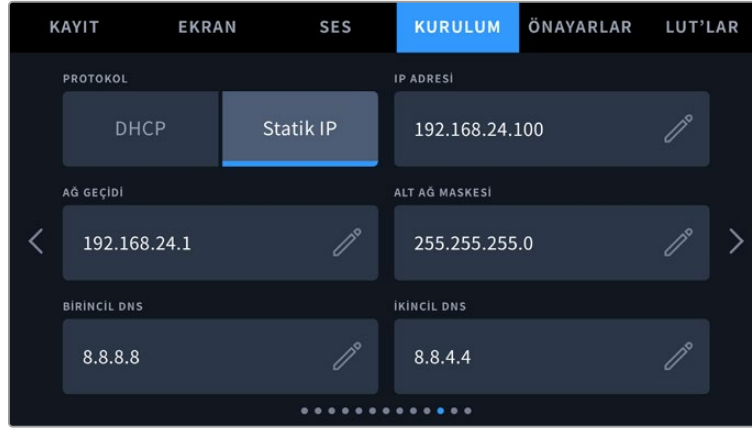 KAYIT EKRAN SES KURULUM ÖNAYARLAR LUT’LAR
PROTOKOL IP ADRESİ
DHCP Statik IP 192.168.24.100
AĞ GEÇİDİ ALT AĞ MASKESİ
192.168.24.1 255.255.255.0
BİRİNCİL DNS İKİNCİL DNS
8.8.8.8 8.8.4.4